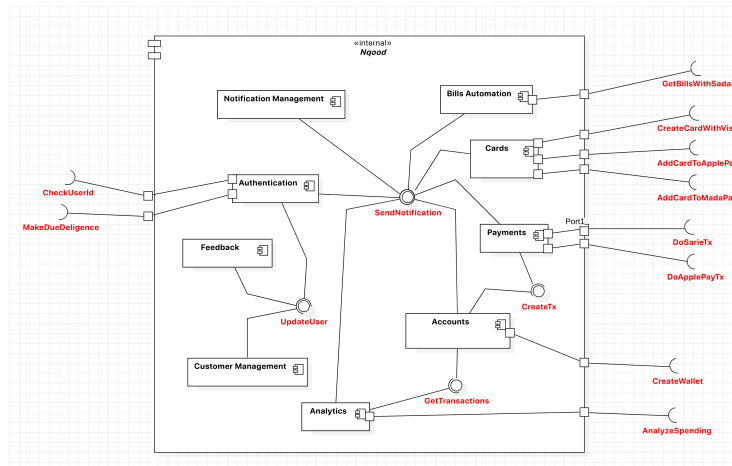 «internal»
Nqood
Notification Management
Bills Automation
GetBillsWithSada
Cards
CreateCardWithVis
AddCardToApplePa
AddCardToMadaPa
Authentication
CheckUserId
MakeDueDeligence
SendNotification
Port1
Payments
DoSarieTx
DoApplePayTx
Feedback
UpdateUser
CreateTx
Accounts
Customer Management
CreateWallet
GetTransactions
Analytics
AnalyzeSpending